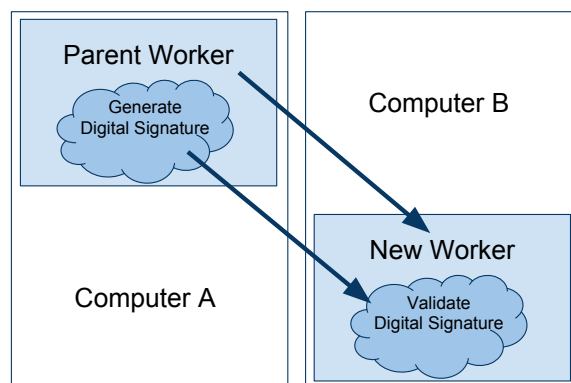 Parent Worker
Generate
Digital Signature
Computer A
Computer B
New Worker
Validate
Digital Signature